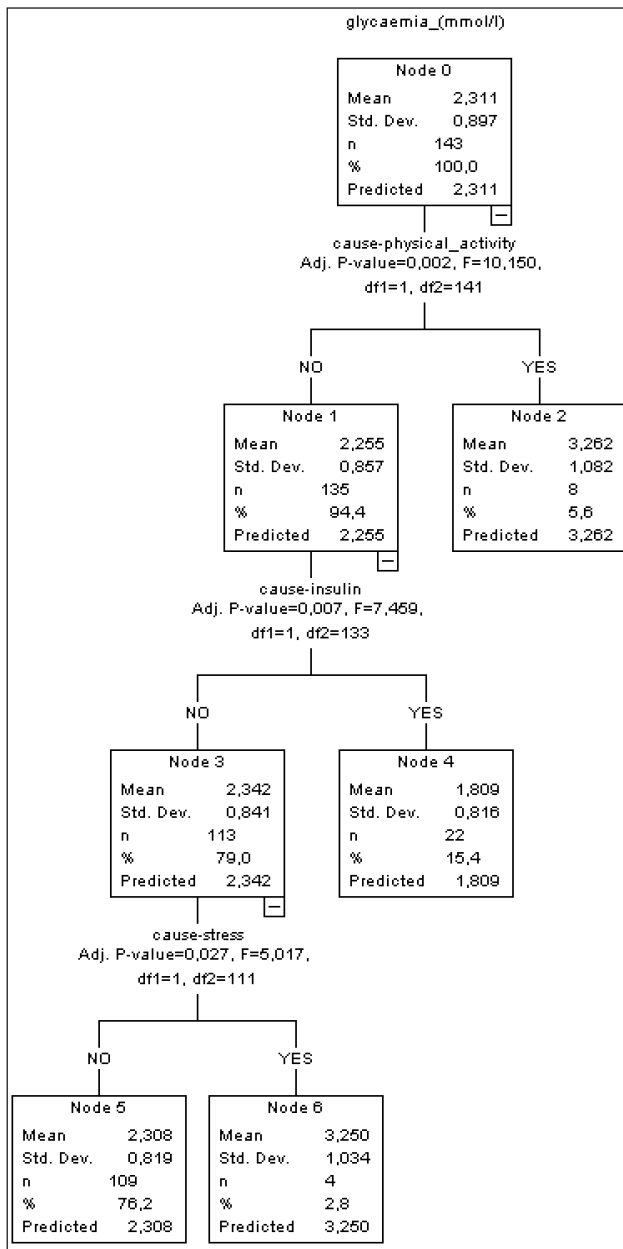 glycaemia_(mmol/l)
Node 0
Mean 2,311
Std. Dev. 0,897
n 143
% 100,0
Predicted 2,311
cause-physical_activity
Adj. P-value=0,002, F=10,150,
df1=1, df2=141
NO
YES
Node 1
Mean 2,255
Std. Dev. 0,857
n 135
% 94,4
Predicted 2,255
Node 2
Mean 3,262
Std. Dev. 1,082
n 8
% 5,6
Predicted 3,262
cause-insulin
Adj. P-value=0,007, F=7,459,
df1=1, df2=133
NO
YES
Node 3
Mean 2,342
Std. Dev. 0,841
n 113
% 79,0
Predicted 2,342
Node 4
Mean 1,809
Std. Dev. 0,816
n 22
% 15,4
Predicted 1,809
cause-stress
Adj. P-value=0,027, F=5,017,
df1=1, df2=111
NO
YES
Node 5
Mean 2,308
Std. Dev. 0,819
n 109
% 76,2
Predicted 2,308
Node 6
Mean 3,250
Std. Dev. 1,034
n 4
% 2,8
Predicted 3,250